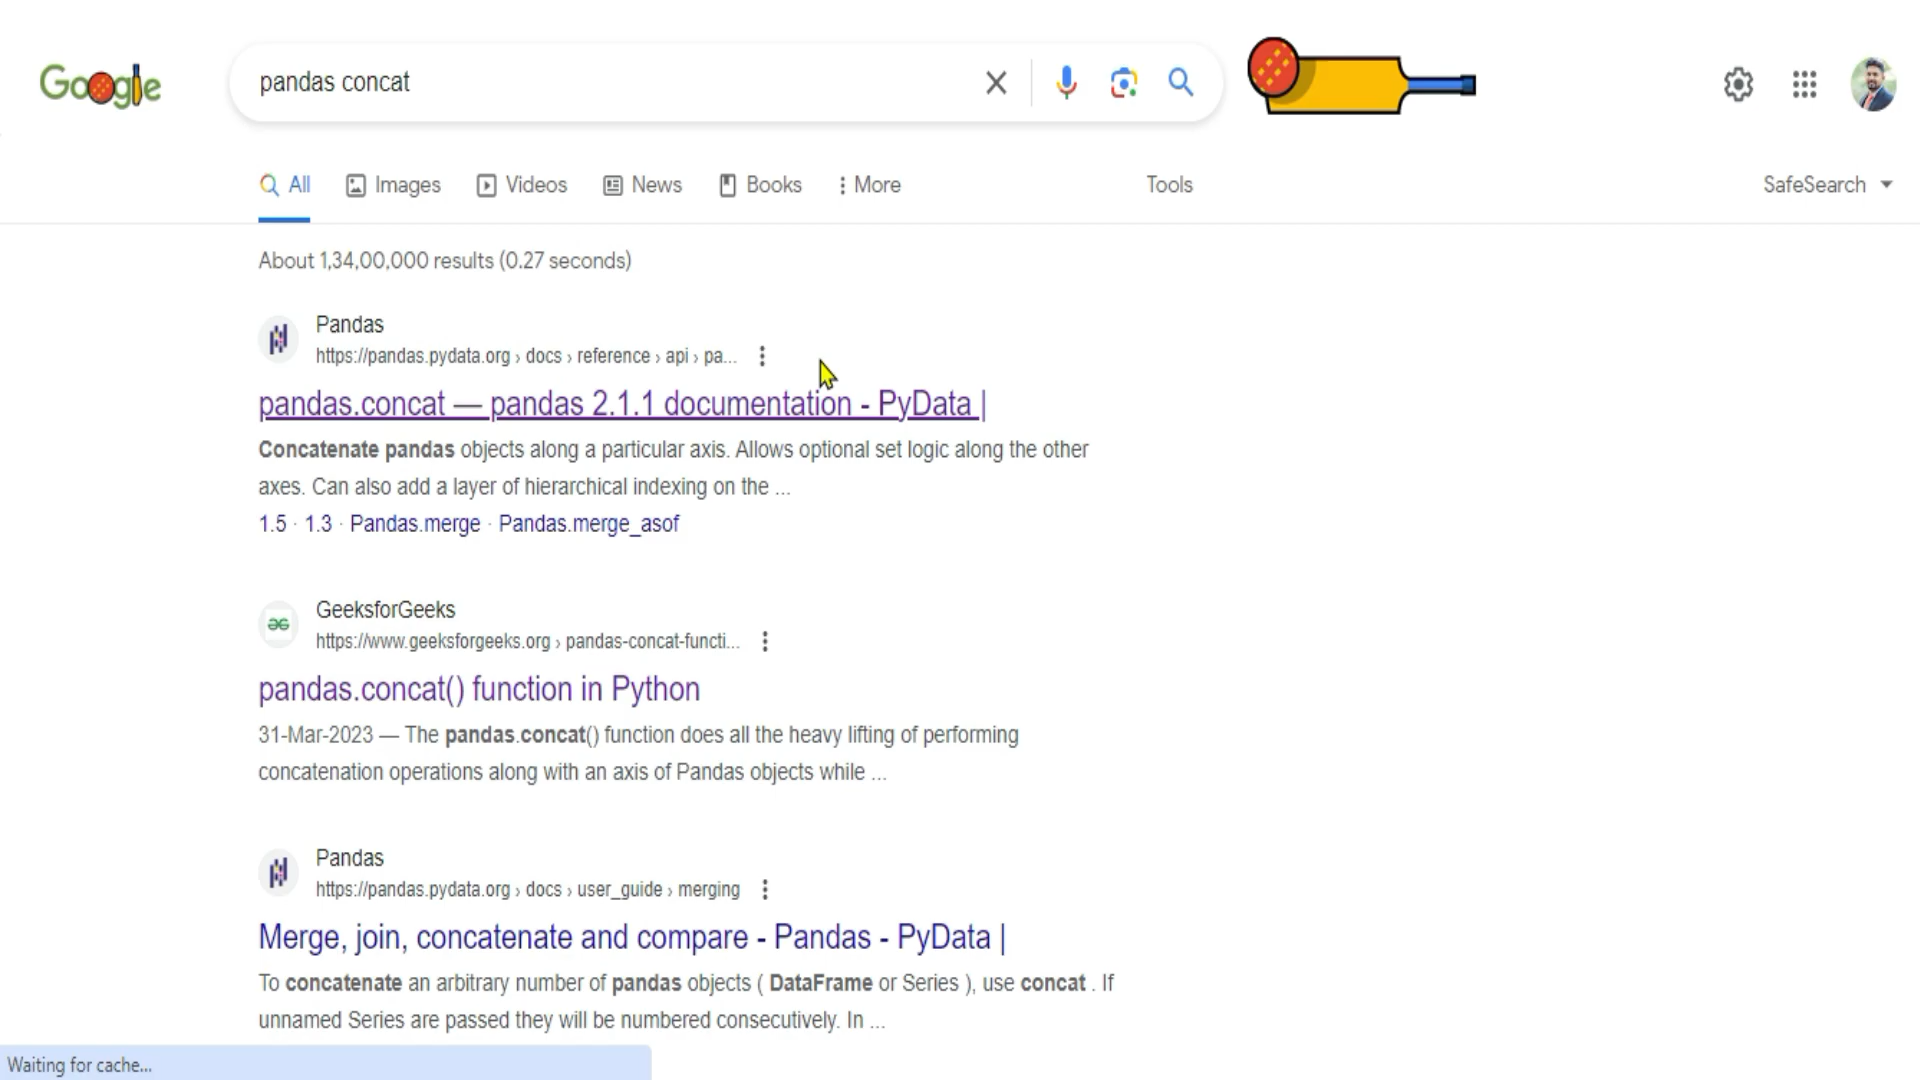 Google
pandas concat
All Images Videos News Books More Tools SafeSearch
About 1,34,00,000 results (0.27 seconds)
Pandas
https://pandas.pydata.org › docs › reference › api › pa...
pandas.concat — pandas 2.1.1 documentation - PyData |
Concatenate pandas objects along a particular axis. Allows optional set logic along the other
axes. Can also add a layer of hierarchical indexing on the ...
1.5 · 1.3 · Pandas.merge · Pandas.merge_asof
GeeksforGeeks
https://www.geeksforgeeks.org › pandas-concat-functi...
pandas.concat() function in Python
31-Mar-2023 — The pandas.concat() function does all the heavy lifting of performing
concatenation operations along with an axis of Pandas objects while ...
Pandas
https://pandas.pydata.org › docs › user_guide › merging
Merge, join, concatenate and compare - Pandas - PyData |
To concatenate an arbitrary number of pandas objects ( DataFrame or Series ), use concat . If
unnamed Series are passed they will be numbered consecutively. In ...
Waiting for cache...